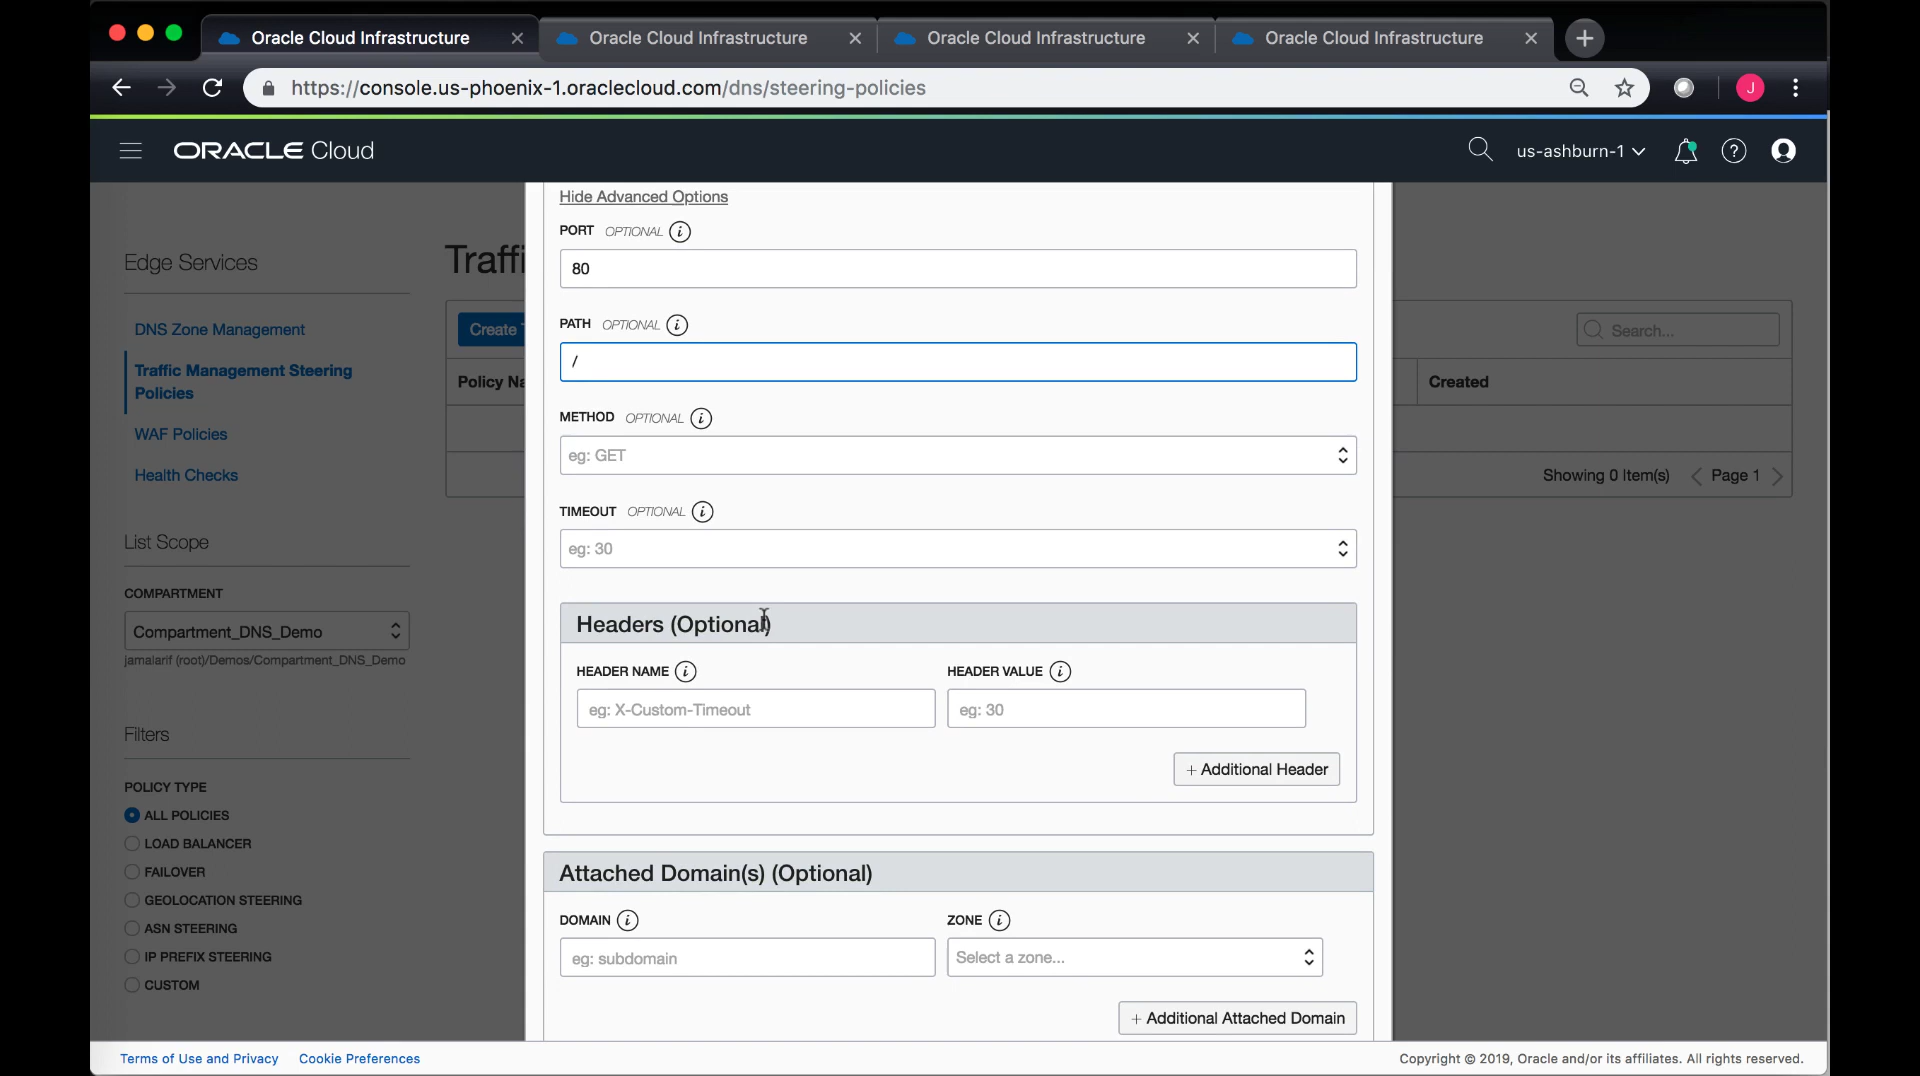 Oracle Cloud Infrastructure
Oracle Cloud Infrastructure
Oracle Cloud Infrastructure
Oracle Cloud Infrastructure
https://console.us-phoenix-1.oraclecloud.com/dns/steering-policies
J
ORACLE Cloud
us-ashburn-1
Edge Services
DNS Zone Management
Traffic Management Steering
Policies
WAF Policies
Health Checks
List Scope
COMPARTMENT
Compartment_DNS_Demo
jamalarif (root)/Demos/Compartment_DNS_Demo
Filters
POLICY TYPE
ALL POLICIES
LOAD BALANCER
FAILOVER
GEOLOCATION STEERING
ASN STEERING
IP PREFIX STEERING
CUSTOM
Traffi
Create
Policy Na
Search...
Created
Showing 0 Item(s)
Page 1
Hide Advanced Options
PORT OPTIONAL
80
PATH OPTIONAL
/
METHOD OPTIONAL
eg: GET
TIMEOUT OPTIONAL
eg: 30
Headers (Optional)
HEADER NAME HEADER VALUE
eg: X-Custom-Timeout eg: 30
+ Additional Header
Attached Domain(s) (Optional)
DOMAIN ZONE
eg: subdomain Select a zone...
+ Additional Attached Domain
Terms of Use and Privacy Cookie Preferences
Copyright © 2019, Oracle and/or its affiliates. All rights reserved.